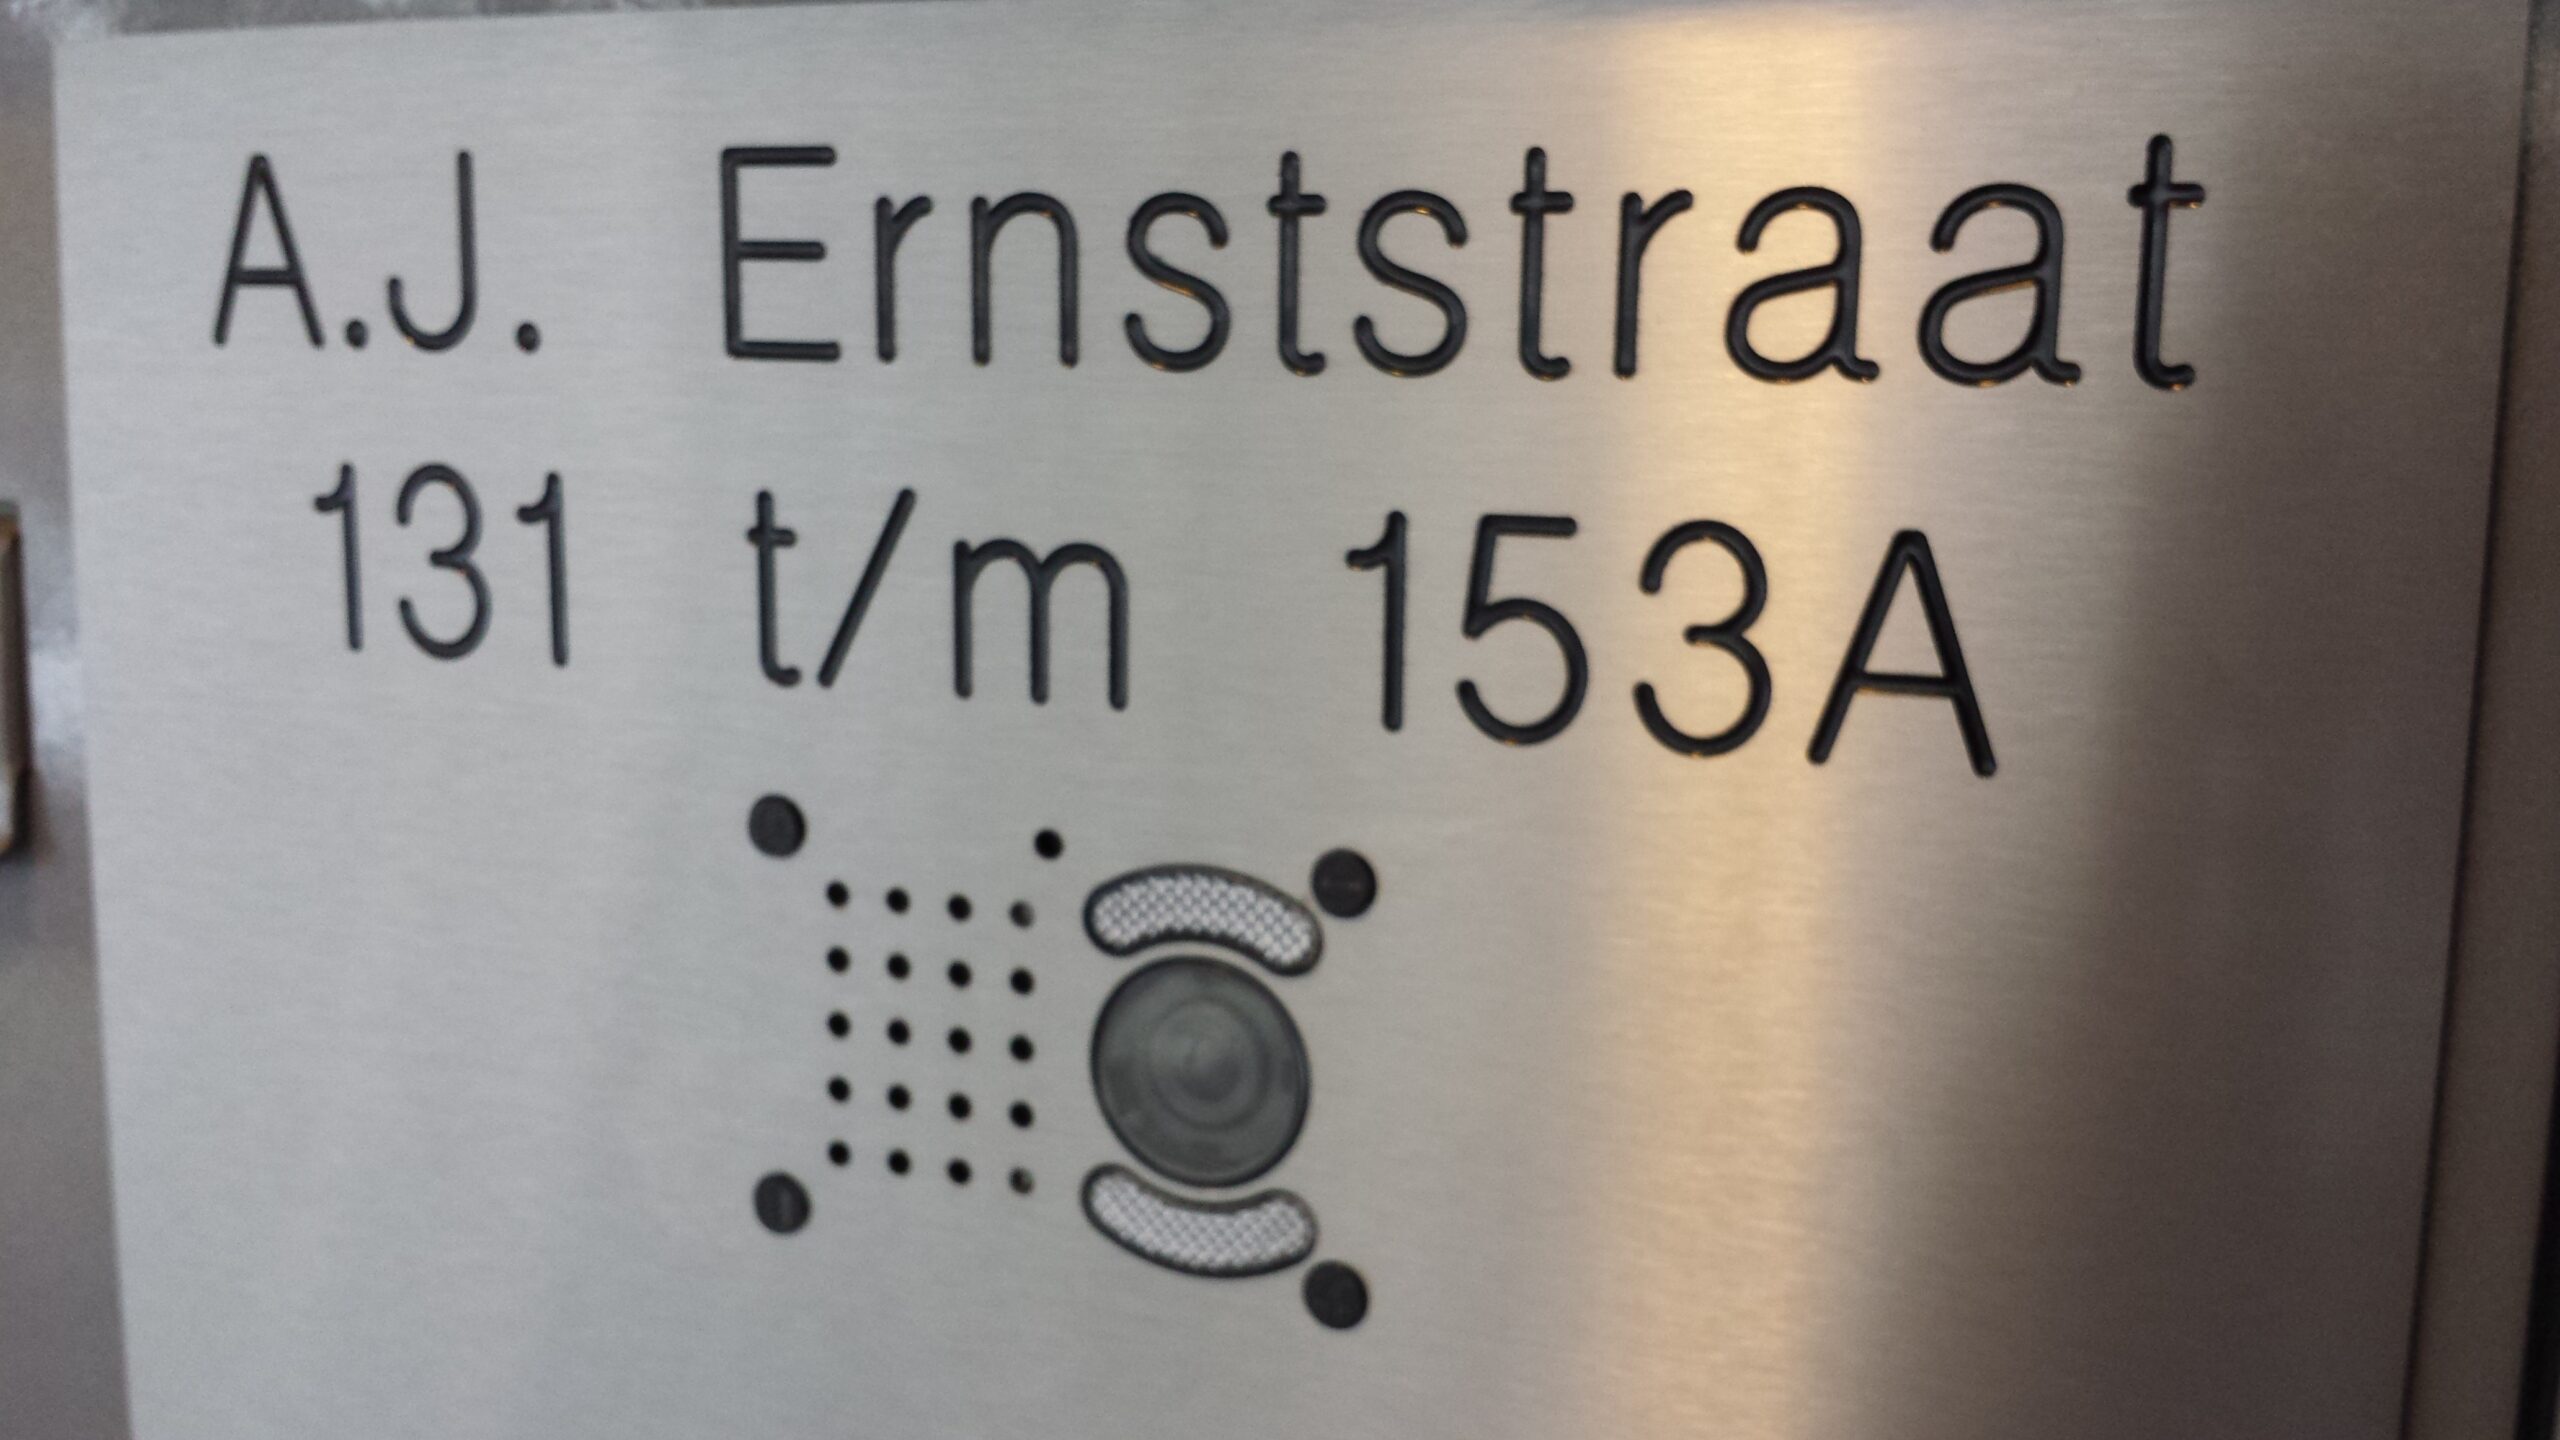 A.J. Ernststraat
131 t/m 153A